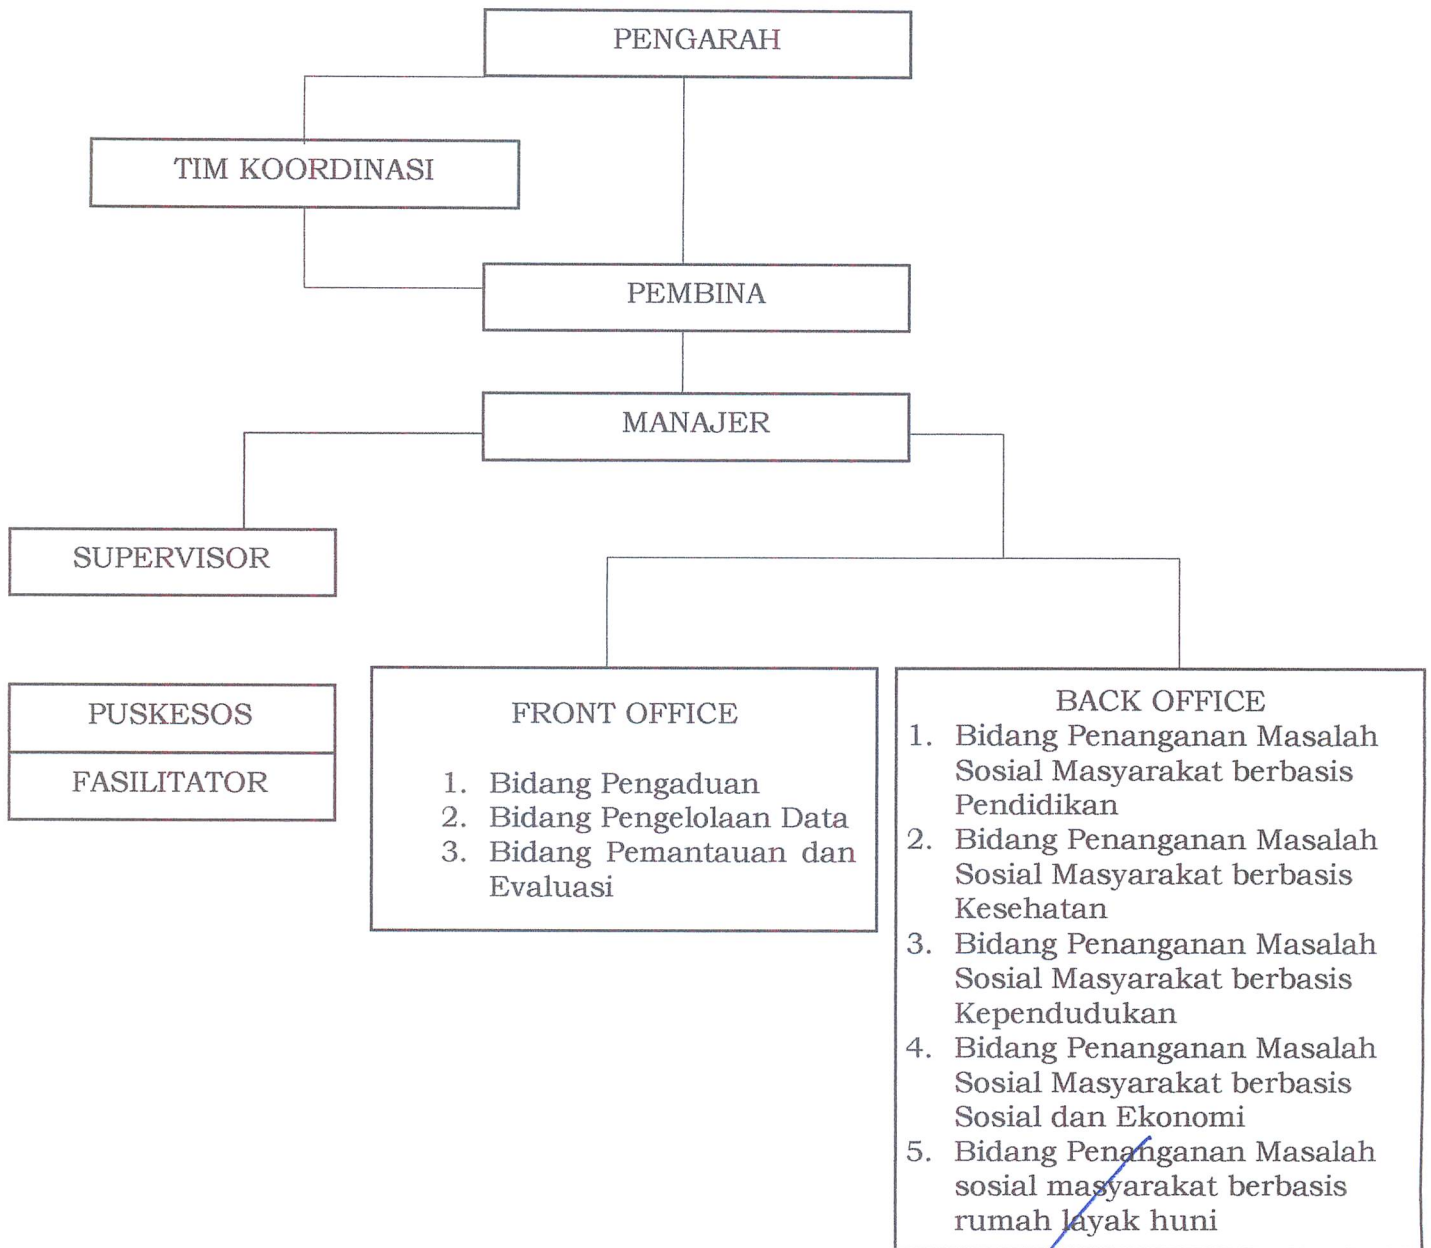 PENGARAH
TIM KOORDINASI
PEMBINA
MANAJER
SUPERVISOR
PUSKESOS
FASILITATOR
FRONT OFFICE
1. Bidang Pengaduan
2. Bidang Pengelolaan Data
3. Bidang Pemantauan dan
Evaluasi
BACK OFFICE
1. Bidang Penanganan Masalah
Sosial Masyarakat berbasis
Pendidikan
2. Bidang Penanganan Masalah
Sosial Masyarakat berbasis
Kesehatan
3. Bidang Penanganan Masalah
Sosial Masyarakat berbasis
Kependudukan
4. Bidang Penanganan Masalah
Sosial Masyarakat berbasis
Sosial dan Ekonomi
5. Bidang Penanganan Masalah
sosial masyarakat berbasis
rumah layak huni